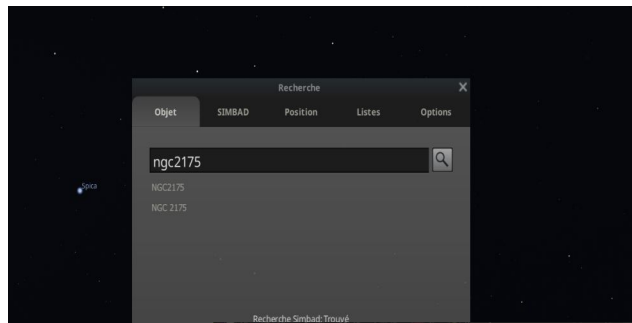 Recherche X
Objet SIMBAD Position Listes Options
ngc2175
Spica
NGC2175
NGC 2175
Recherche Simbad: Trouvé